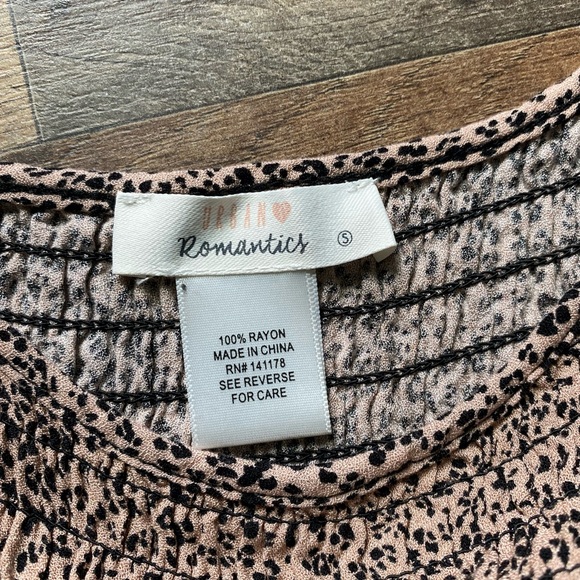 URBAN
Romantics
S
100% RAYON
MADE IN CHINA
RN# 141178
SEE REVERSE
FOR CARE